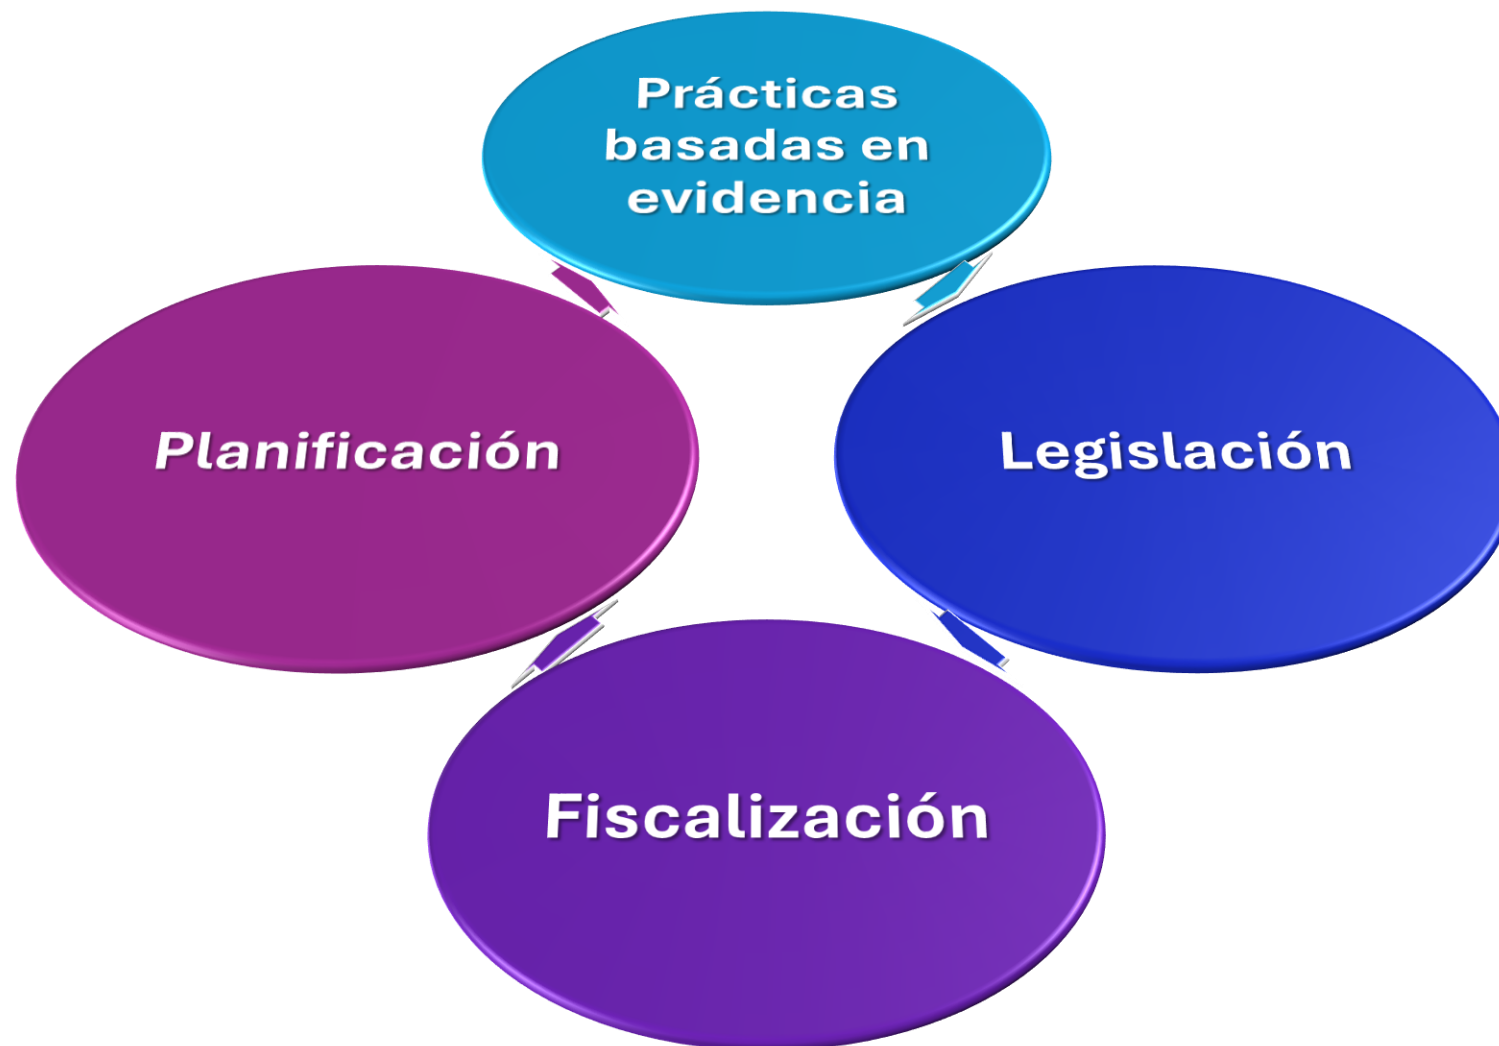 Prácticas
basadas en
evidencia
Planificación
Legislación
Fiscalización